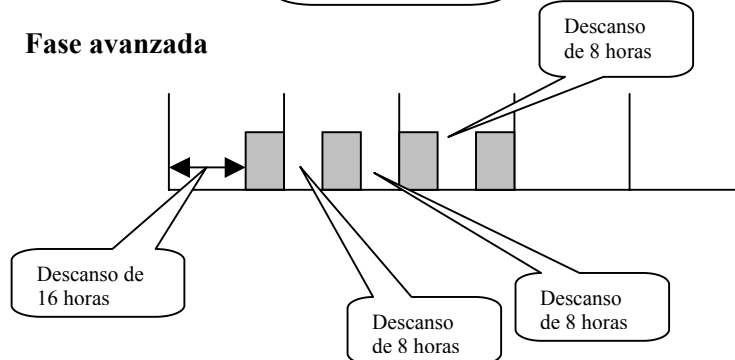 Fase avanzada
Descanso
de 8 horas
Descanso de
16 horas
Descanso
de 8 horas
Descanso
de 8 horas